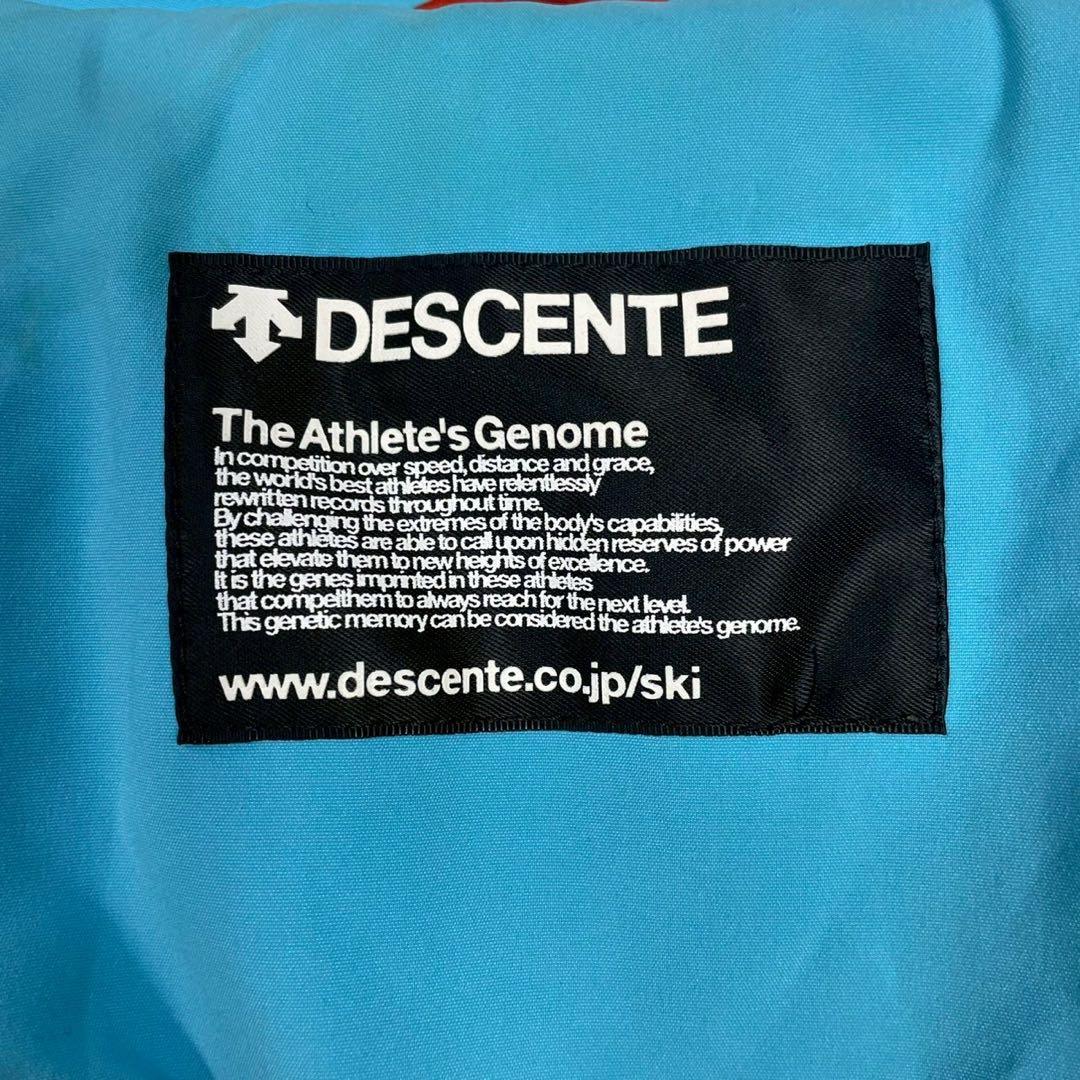 DESCENTE
The Athlete's Genome
In competition over speed, distance and grace,
the world's best athletes have relentlessly
rewritten records throughout time.
By challenging the extremes of the body's capabilities,
these athletes are able to call upon hidden reserves of power
that elevate them to new heights of excellence.
It is the genes imprinted in these athletes
that compel them to always reach for the next level.
This genetic memory can be considered the athlete's genome.
www.descente.co.jp/ski